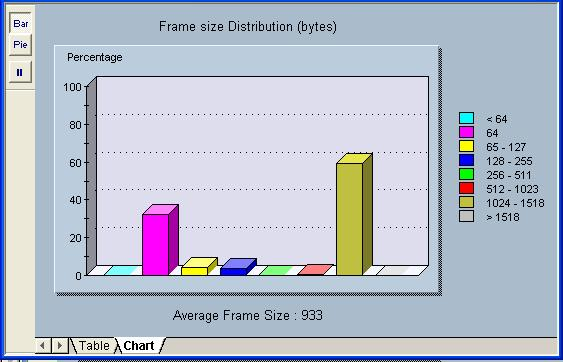 Frame size Distribution (bytes)
Bar
Pie
Percentage
100
80
60
40
20
0
< 64
64
65 - 127
128 - 255
256 - 511
512 - 1023
1024 - 1518
> 1518
Average Frame Size : 933
Table Chart